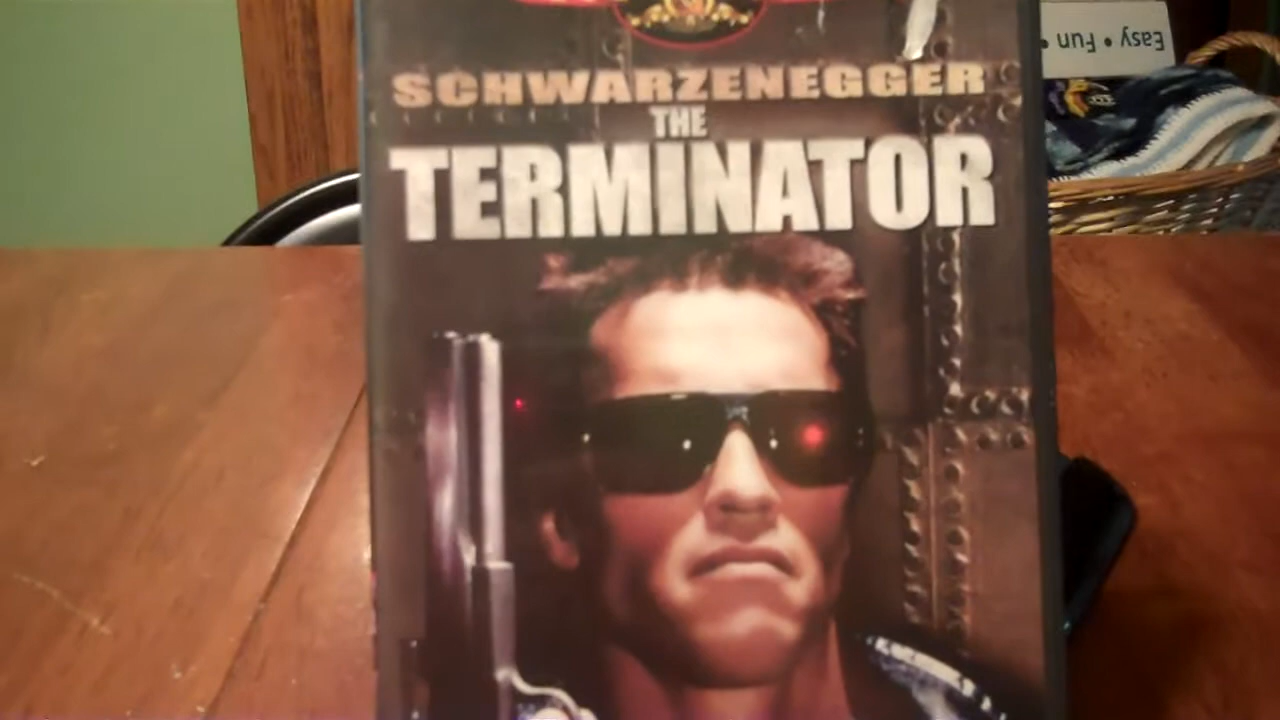 SCHWARZENEGGER
THE
TERMINATOR
Easy • Fun •